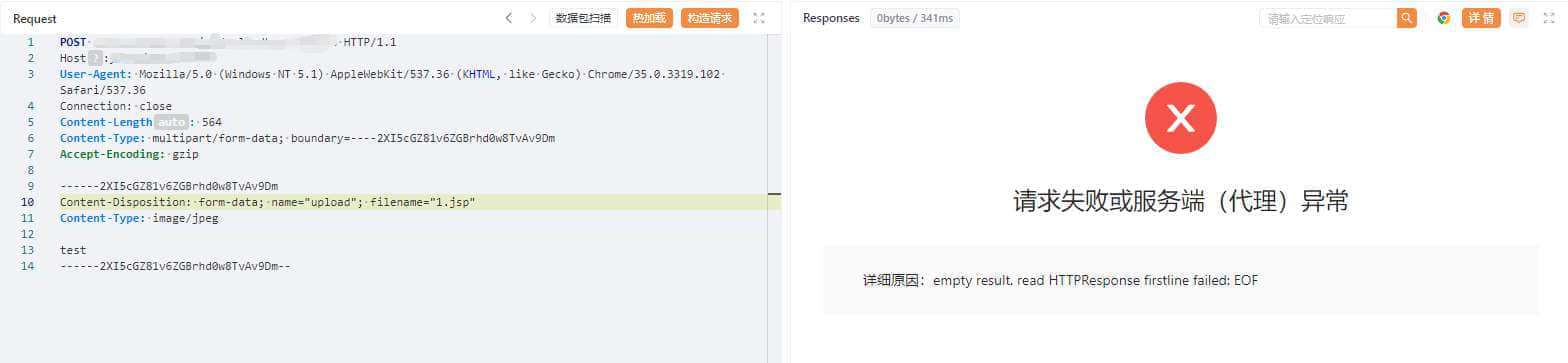 Request
数据包扫描
热加载
构造请求
1 POST HTTP/1.1
2 Host ? :
3 User-Agent: Mozilla/5.0 (Windows NT 5.1) AppleWebKit/537.36 (KHTML, like Gecko) Chrome/35.0.3319.102
Safari/537.36
4 Connection: close
5 Content-Length auto : 564
6 Content-Type: multipart/form-data; boundary=----2XI5cGZ81v6ZGBrhd0w8TvAv9Dm
7 Accept-Encoding: gzip
8
9 ------2XI5cGZ81v6ZGBrhd0w8TvAv9Dm
10 Content-Disposition: form-data; name="upload"; filename="1.jsp"
11 Content-Type: image/jpeg
12
13 test
14 ------2XI5cGZ81v6ZGBrhd0w8TvAv9Dm--
Responses
0bytes / 341ms
请输入定位响应
详情
请求失败或服务端（代理）异常
详细原因：empty result. read HTTPResponse firstline failed: EOF